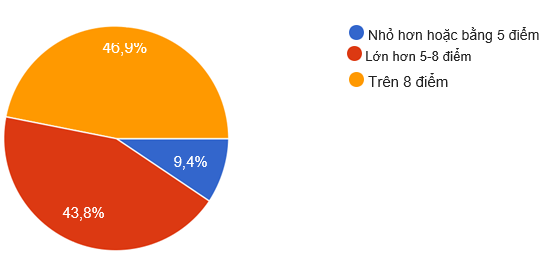 46,9%
9,4%
43,8%
Nhỏ hơn hoặc bằng 5 điểm
Lớn hơn 5-8 điểm
Trên 8 điểm